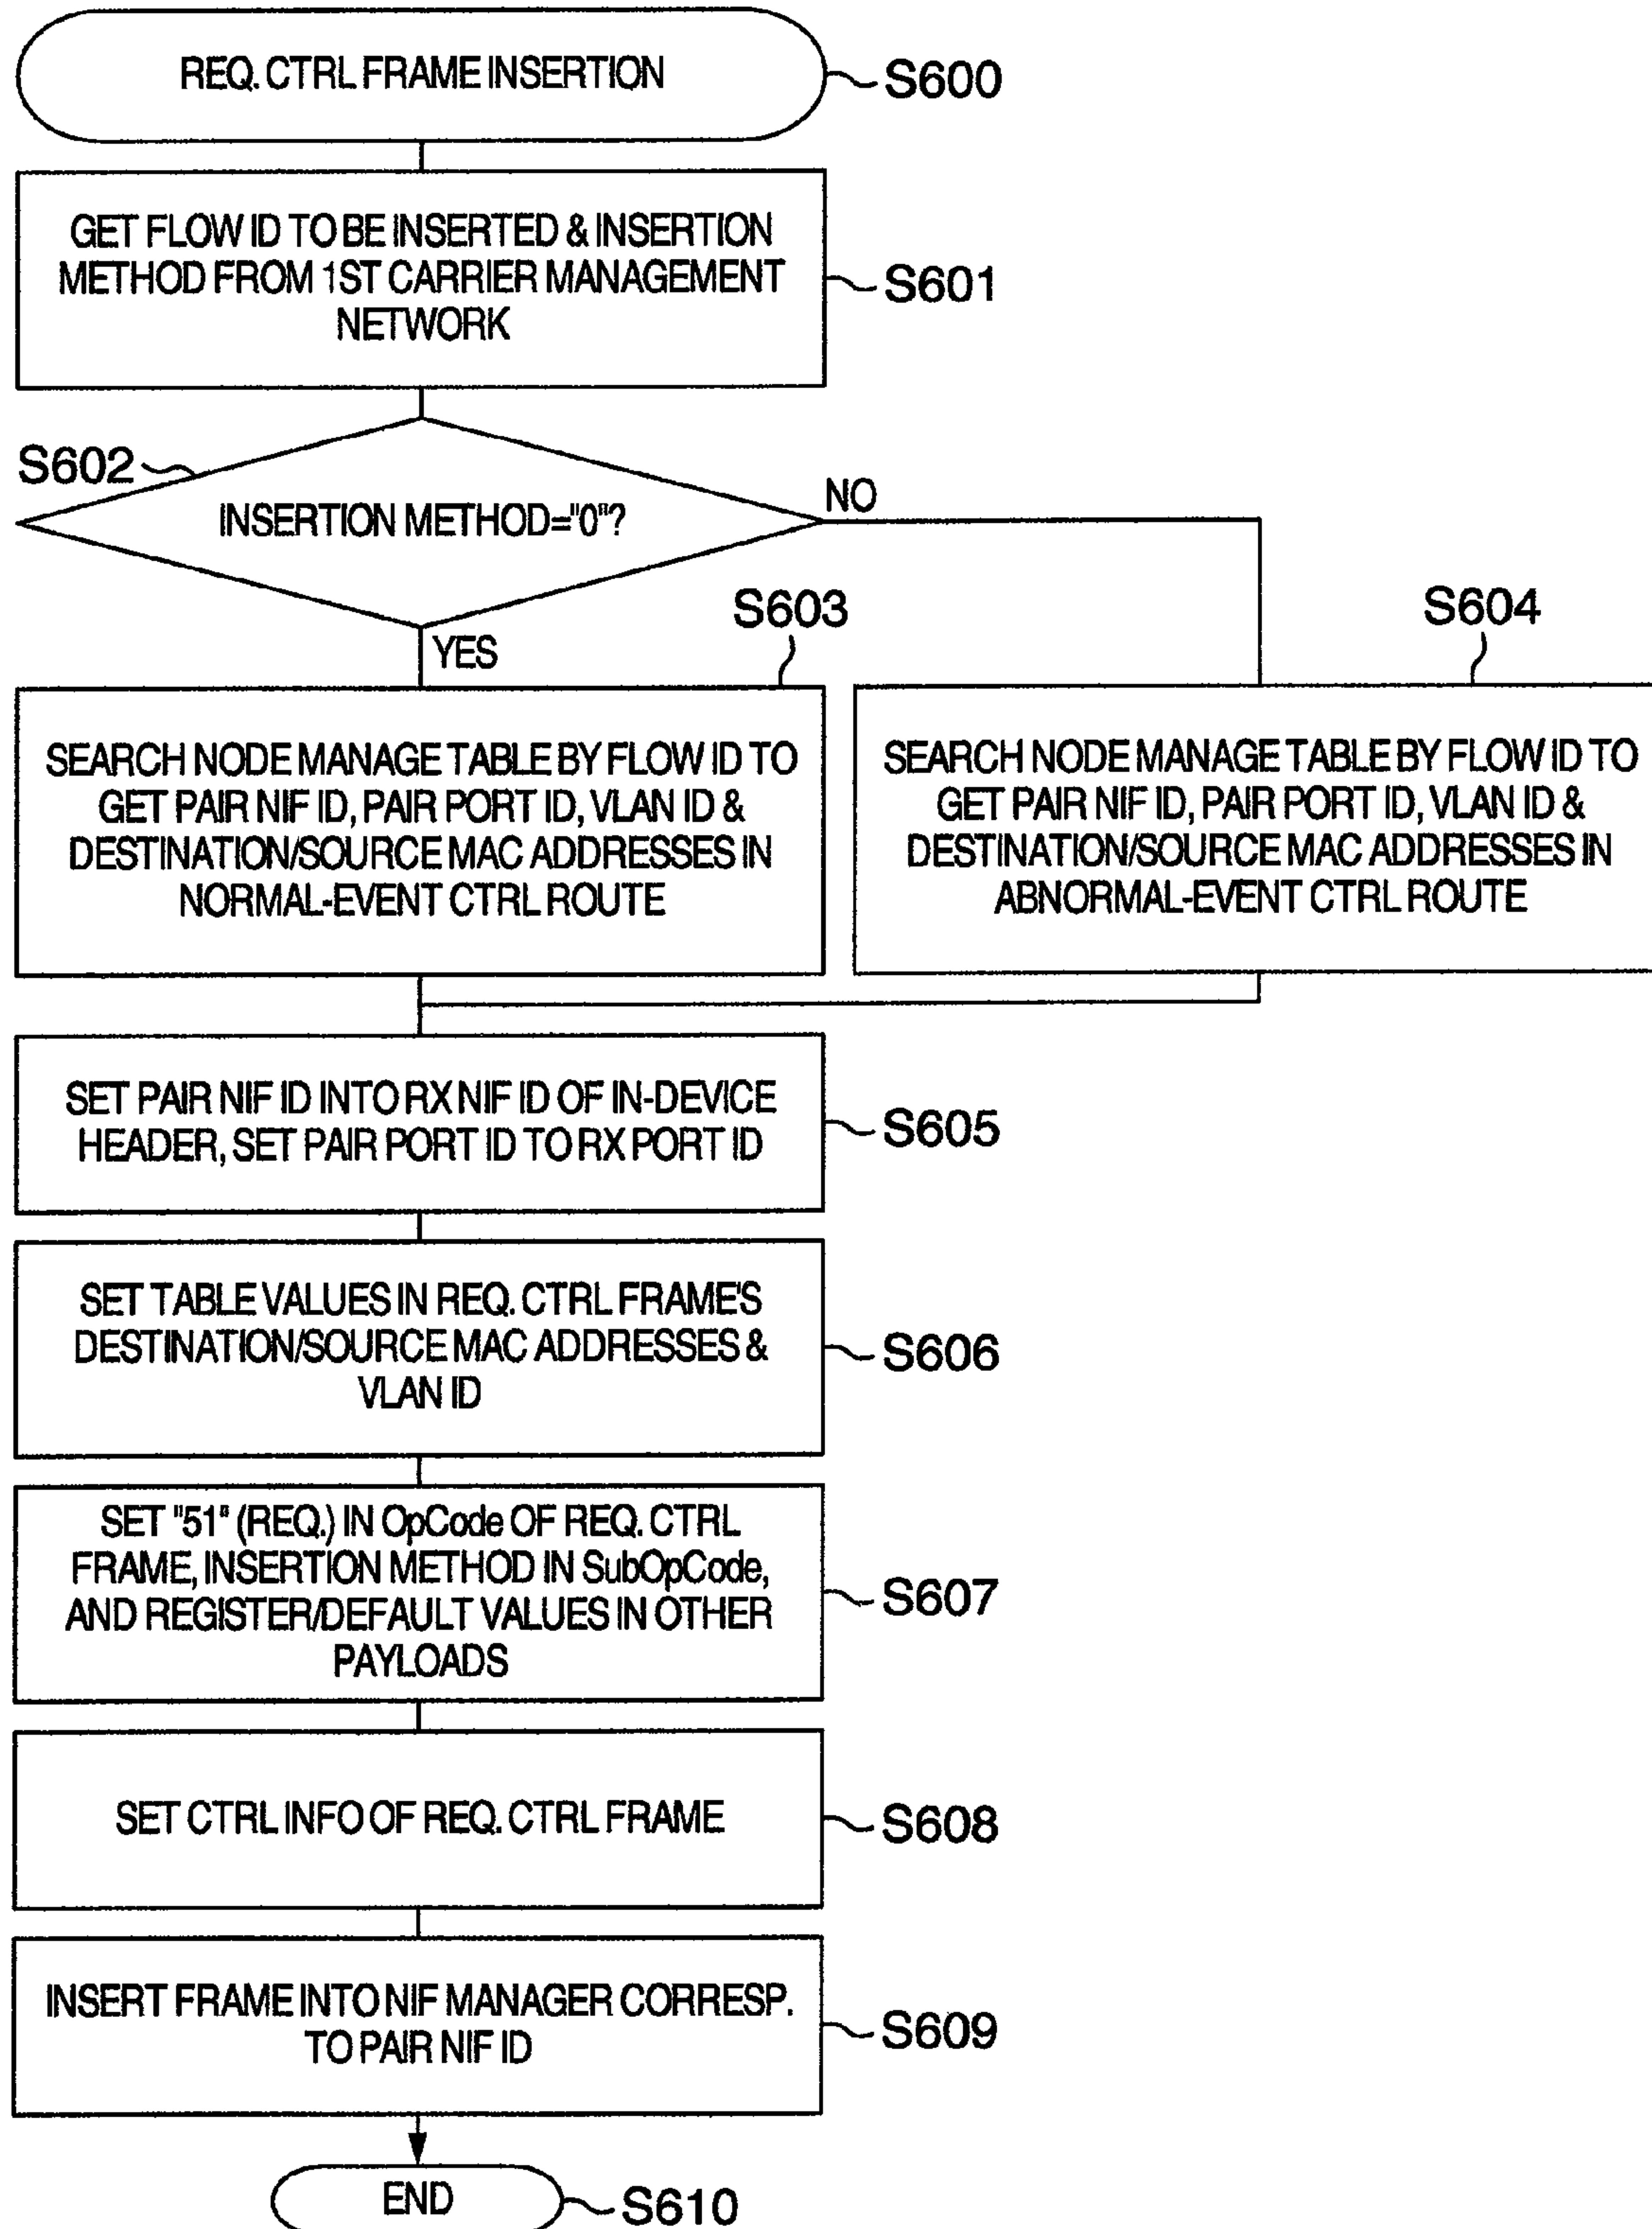 REQ. CTRL FRAME INSERTION
S600
GET FLOW ID TO BE INSERTED & INSERTION
METHOD FROM 1ST CARRIER MANAGEMENT
NETWORK
S601
S602
INSERTION METHOD="0"?
NO
YES
S603
SEARCH NODE MANAGE TABLE BY FLOW ID TO
GET PAIR NIF ID, PAIR PORT ID, VLAN ID &
DESTINATION/SOURCE MAC ADDRESSES IN
NORMAL-EVENT CTRL ROUTE
S604
SEARCH NODE MANAGE TABLE BY FLOW ID TO
GET PAIR NIF ID, PAIR PORT ID, VLAN ID &
DESTINATION/SOURCE MAC ADDRESSES IN
ABNORMAL-EVENT CTRL ROUTE
SET PAIR NIF ID INTO RX NIF ID OF IN-DEVICE
HEADER, SET PAIR PORT ID TO RX PORT ID
S605
SET TABLE VALUES IN REQ. CTRL FRAME'S
DESTINATION/SOURCE MAC ADDRESSES &
VLAN ID
S606
SET "51" (REQ.) IN OpCode OF REQ. CTRL
FRAME, INSERTION METHOD IN SubOpCode,
AND REGISTER/DEFAULT VALUES IN OTHER
PAYLOADS
S607
SET CTRL INFO OF REQ. CTRL FRAME
S608
INSERT FRAME INTO NIF MANAGER CORRESP.
TO PAIR NIF ID
S609
END
S610